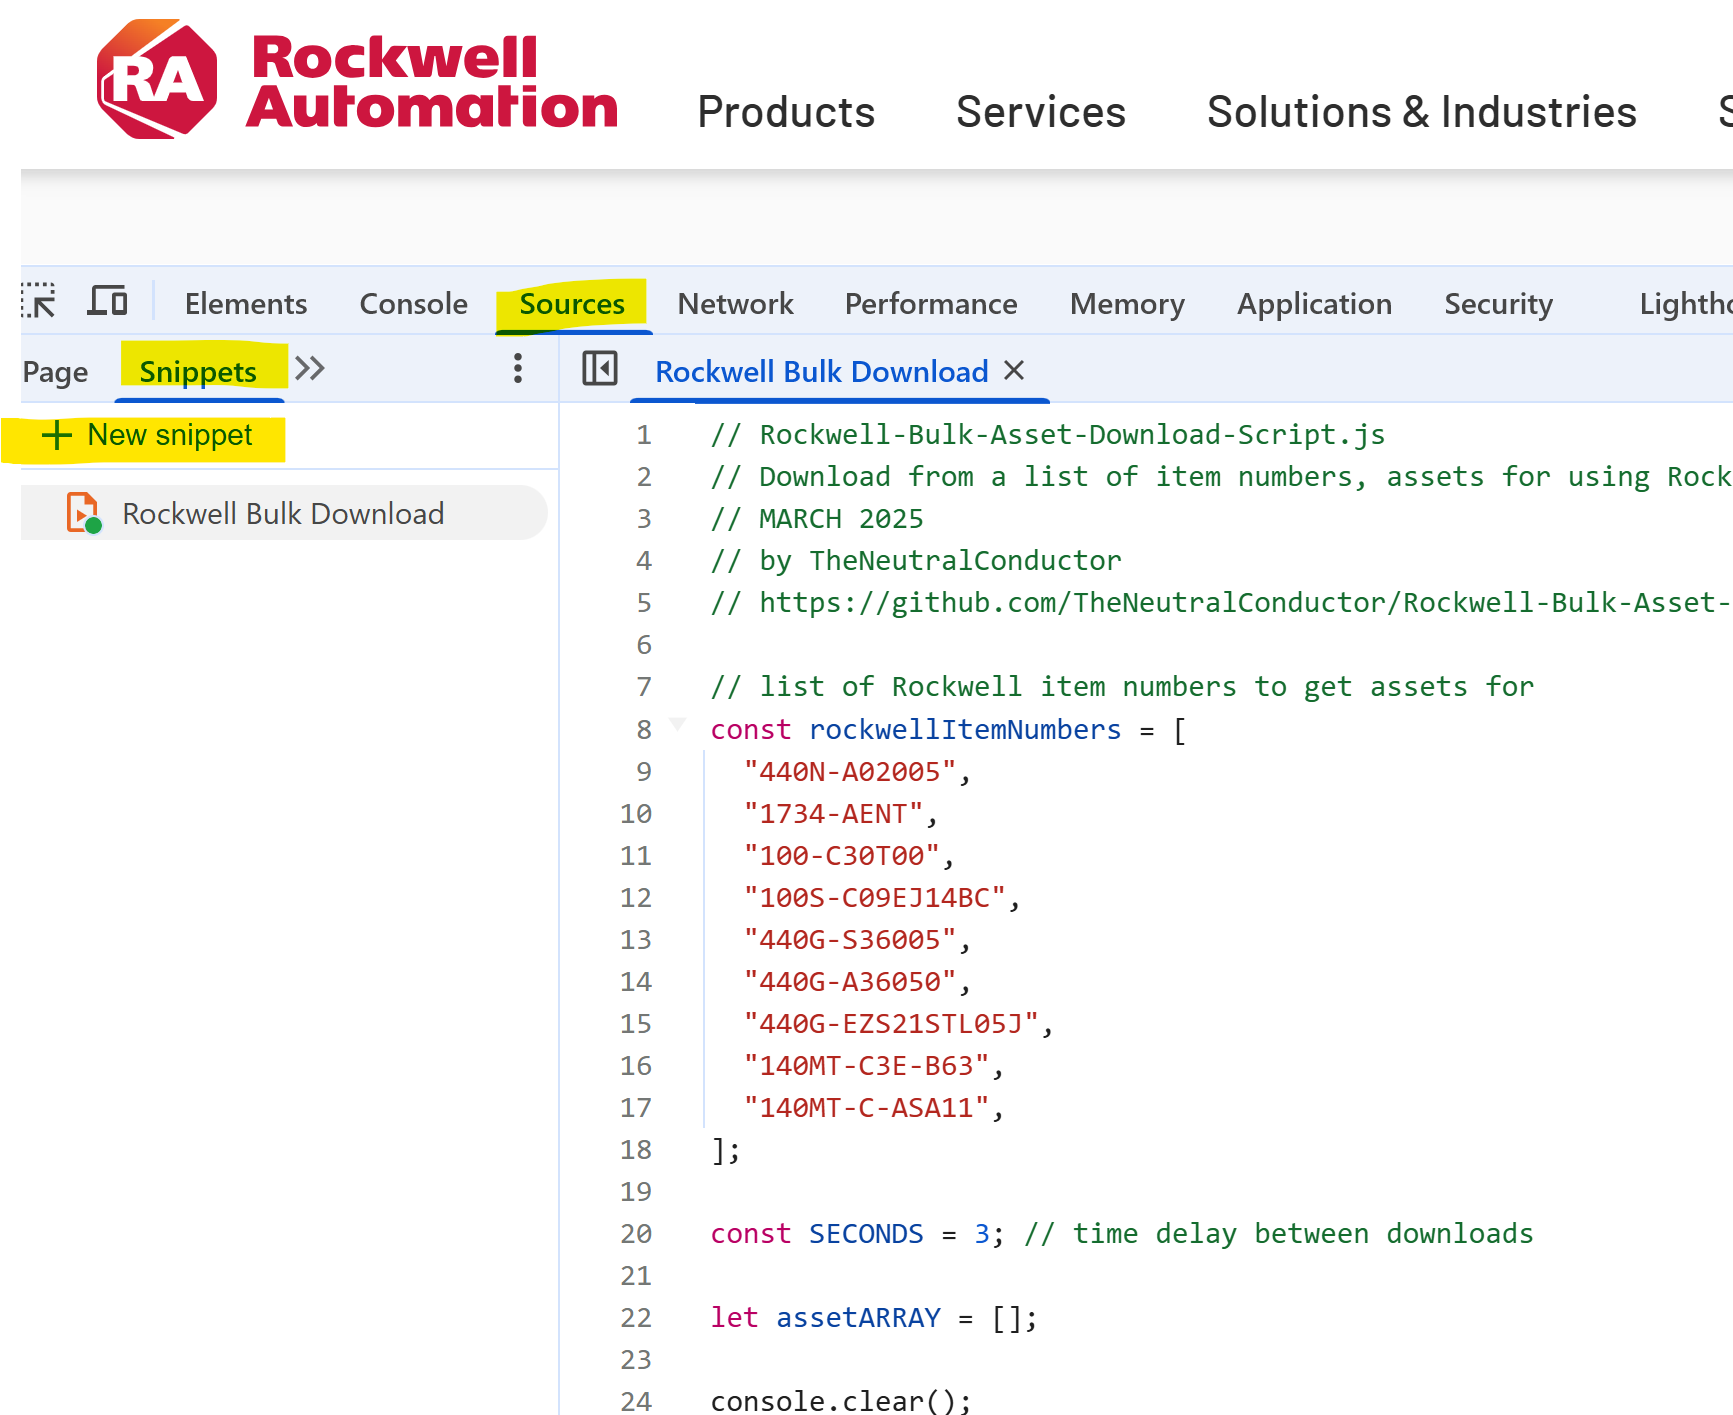 RA Rockwell Automation
Products Services Solutions & Industries
Elements Console Sources Network Performance Memory Application Security
Page Snippets
Rockwell Bulk Download
New snippet
Rockwell Bulk Download
1 // Rockwell-Bulk-Asset-Download-Script.js
2 // Download from a list of item numbers, assets for using Rock
3 // MARCH 2025
4 // by TheNeutralConductor
5 // https://github.com/TheNeutralConductor/Rockwell-Bulk-Asset-
6
7 // list of Rockwell item numbers to get assets for
8 const rockwellItemNumbers = [
9 "440N-A02005",
10 "1734-AENT",
11 "100-C30T00",
12 "100S-C09EJ14BC",
13 "440G-S36005",
14 "440G-A36050",
15 "440G-EZS21STL05J",
16 "140MT-C3E-B63",
17 "140MT-C-ASA11",
18 ];
19
20 const SECONDS = 3; // time delay between downloads
21
22 let assetARRAY = [];
23
24 console.clear();